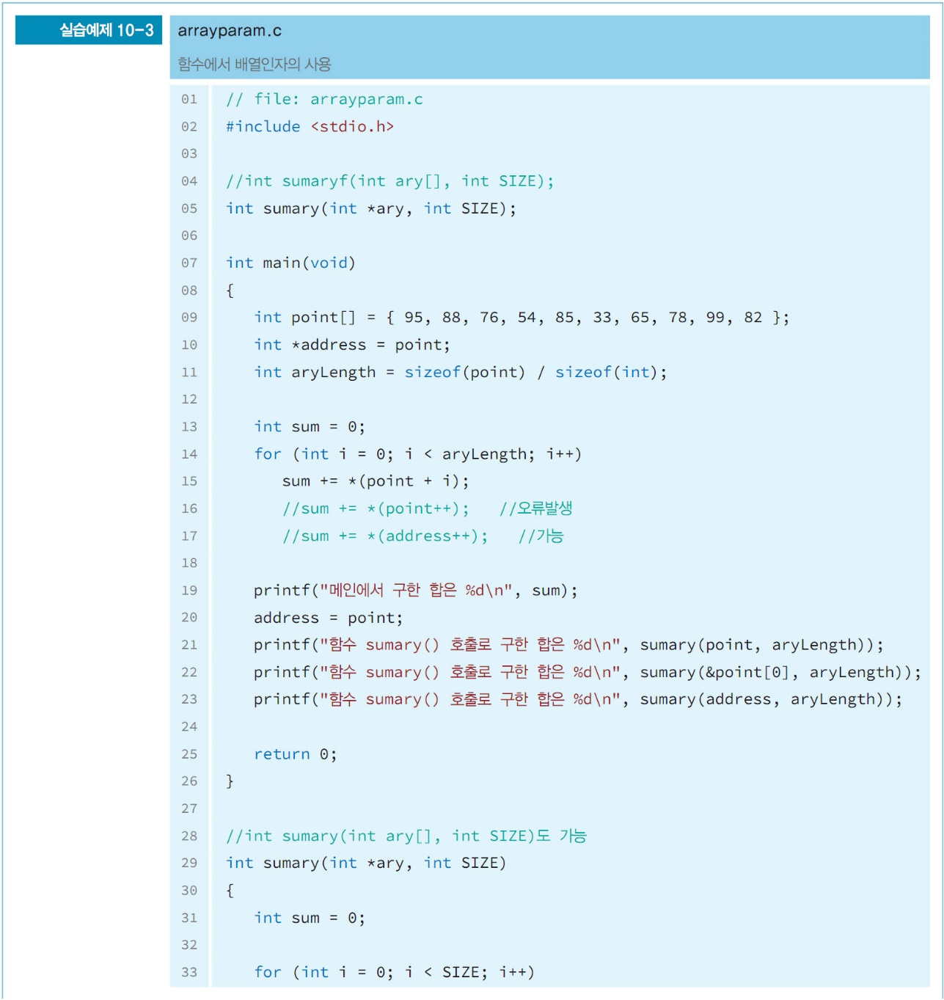 실습예제 10-3
arrayparam.c
함수에서 배열인자의 사용
01 // file: arrayparam.c
02 #include <stdio.h>
03
04 //int sumaryf(int ary[], int SIZE);
05 int sumary(int *ary, int SIZE);
06
07 int main(void)
08 {
09 int point[] = { 95, 88, 76, 54, 85, 33, 65, 78, 99, 82 };
10 int *address = point;
11 int aryLength = sizeof(point) / sizeof(int);
12
13 int sum = 0;
14 for (int i = 0; i < aryLength; i++)
15 sum += *(point + i);
16 //sum += *(point++); //오류발생
17 //sum += *(address++); //가능
18
19 printf("메인에서 구한 합은 %d\n", sum);
20 address = point;
21 printf("함수 sumary() 호출로 구한 합은 %d\n", sumary(point, aryLength));
22 printf("함수 sumary() 호출로 구한 합은 %d\n", sumary(&point[0], aryLength));
23 printf("함수 sumary() 호출로 구한 합은 %d\n", sumary(address, aryLength));
24
25 return 0;
26 }
27
28 //int sumary(int ary[], int SIZE)도 가능
29 int sumary(int *ary, int SIZE)
30 {
31 int sum = 0;
32
33 for (int i = 0; i < SIZE; i++)